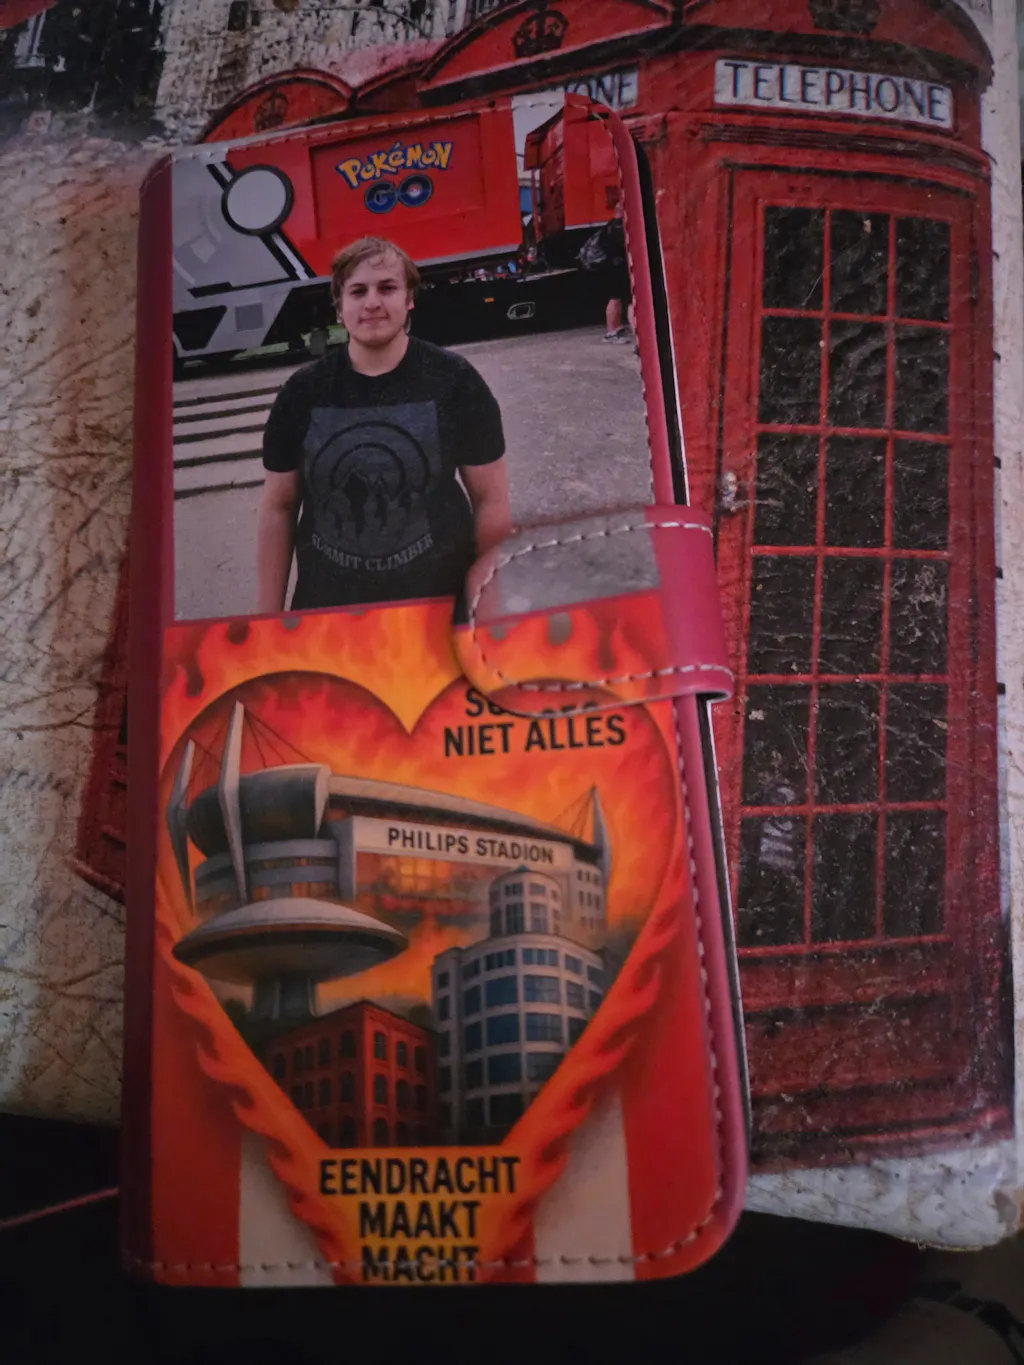 TELEPHONE
ONE
POKÉMON
GO
SUMMIT CLIMBER
NIET ALLES
PHILIPS STADION
EENDRACHT
MAAKT
MACHT